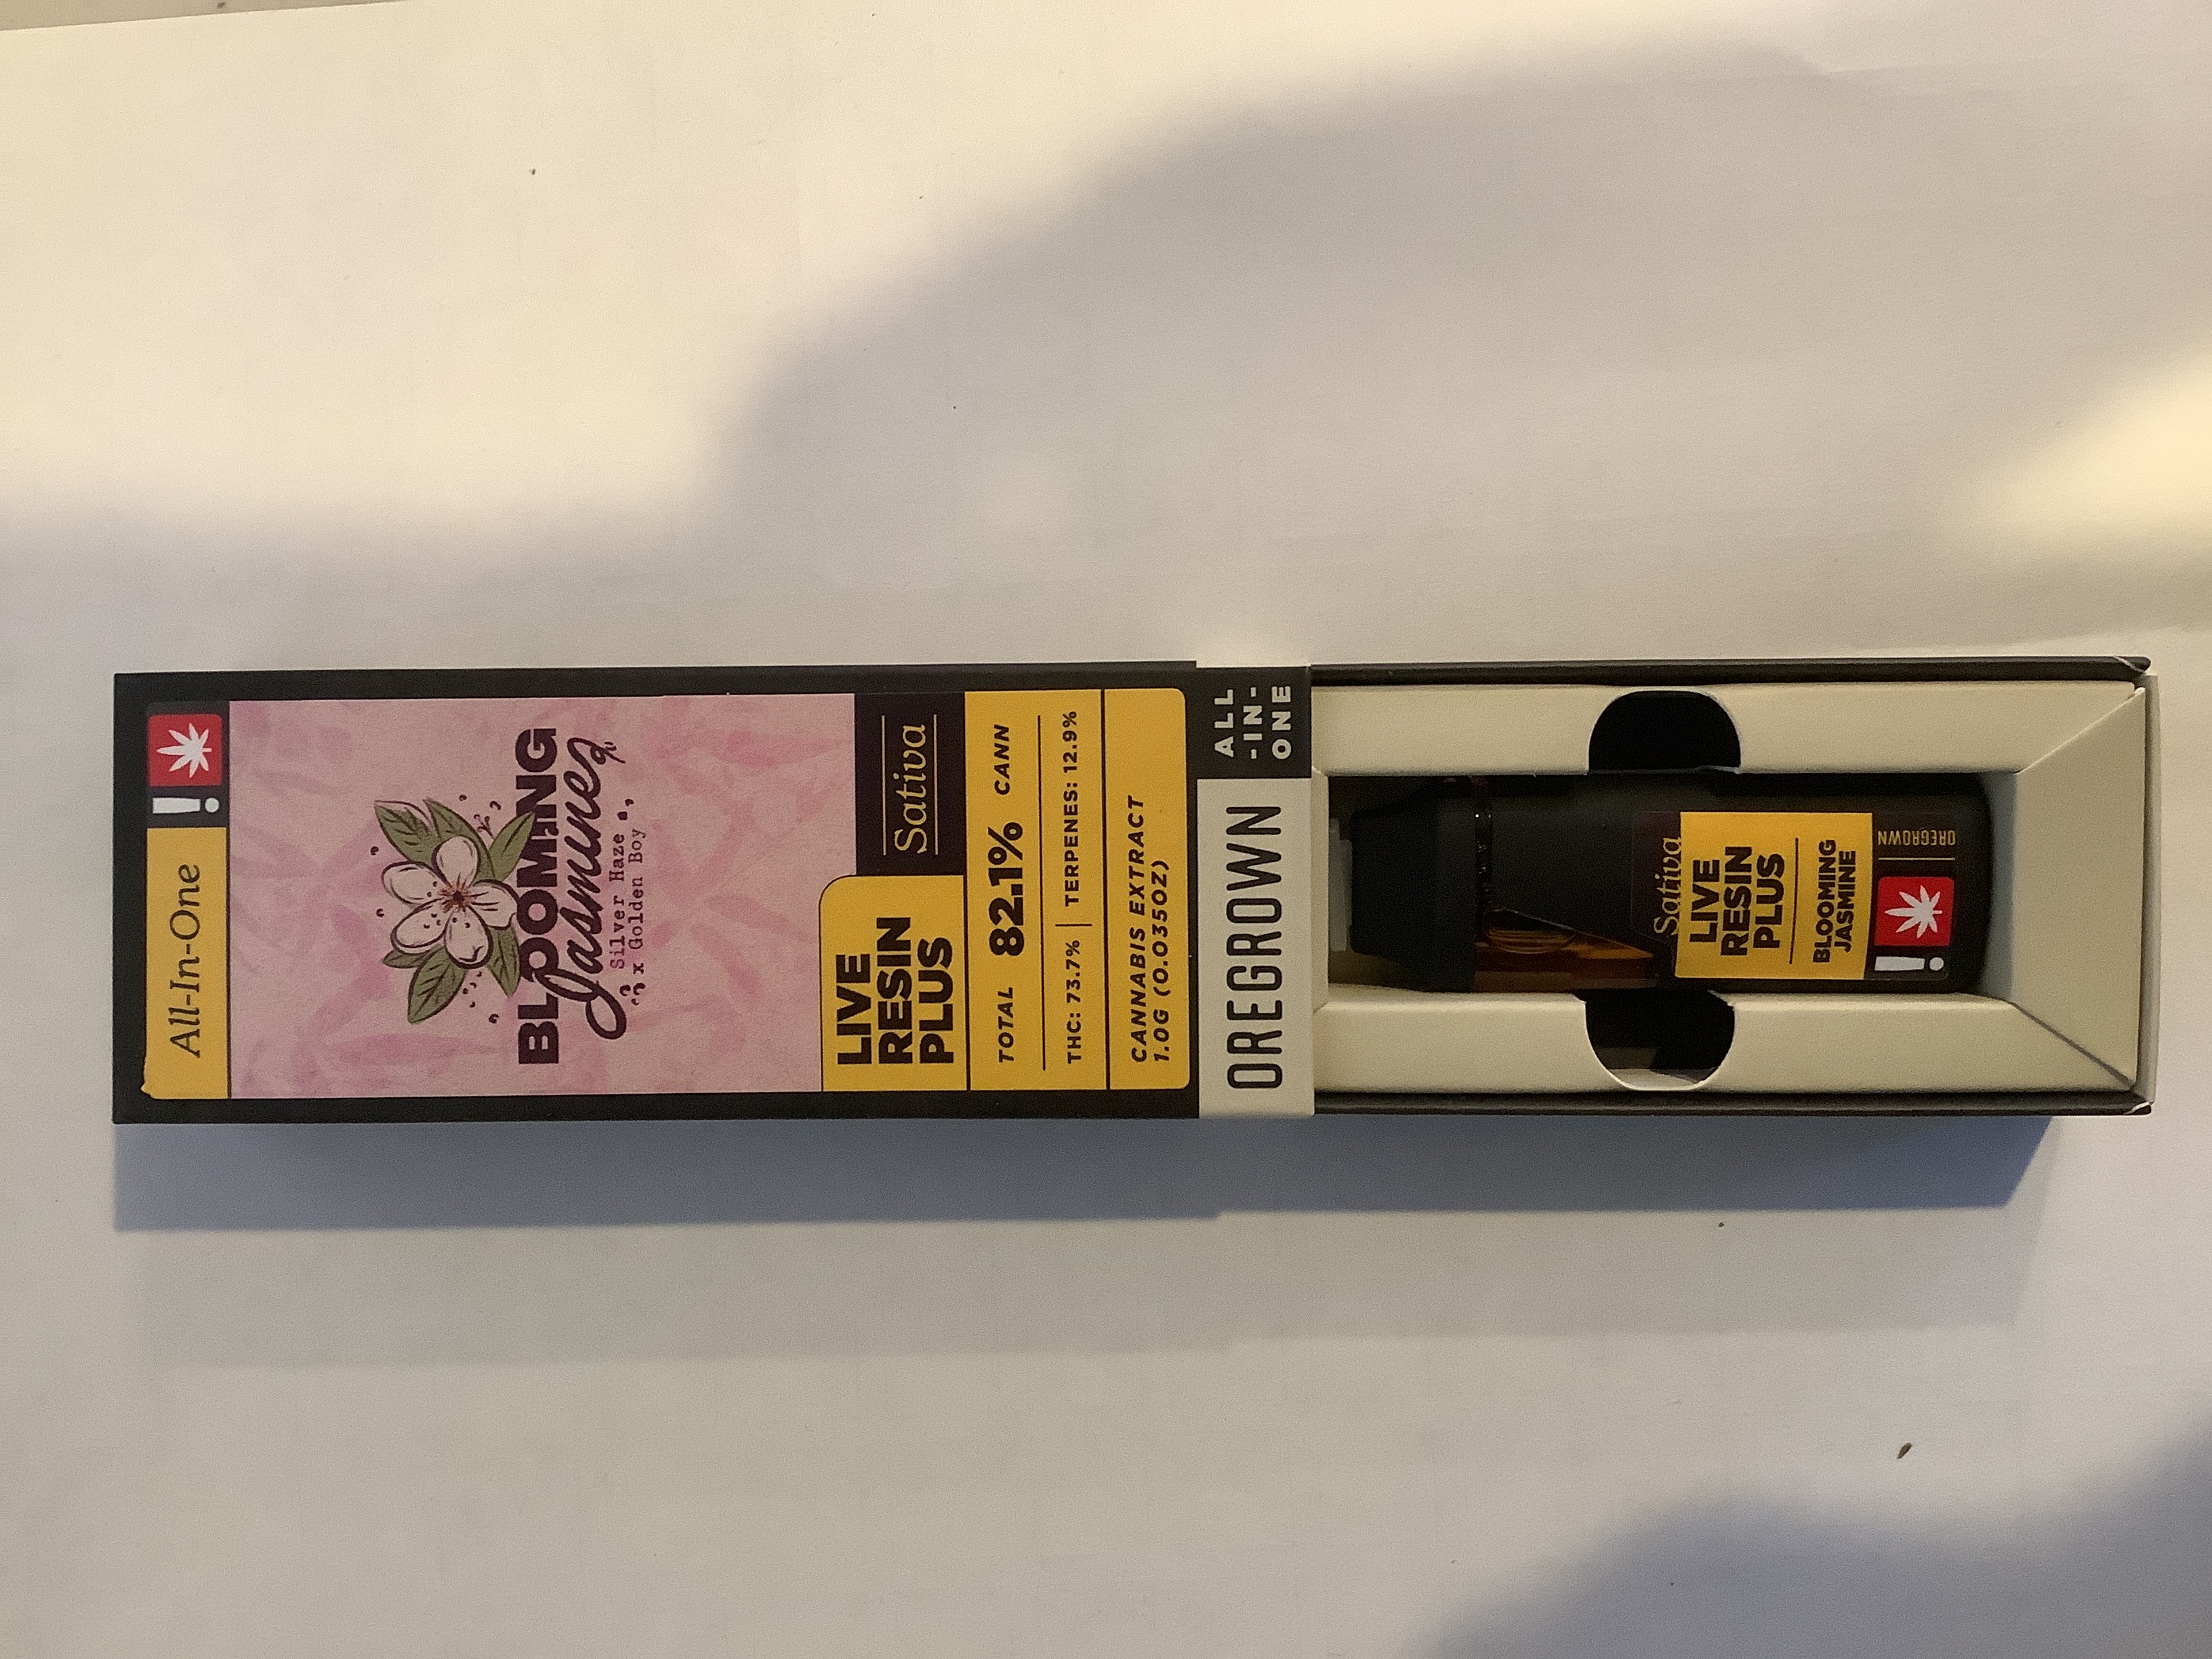 All-In-One
!
BLOOMING
Jasmine
Silver Haze
x Golden Boy
LIVE
RESIN
PLUS
Sativa
TOTAL 82.1% CANN
THC: 73.7% | TERPENES: 12.9%
CANNABIS EXTRACT
1.0G (0.035OZ)
OREGROWN
ALL
-IN-
ONE
Sativa
LIVE
RESIN
PLUS
BLOOMING
JASMINE
!
OREGROWN